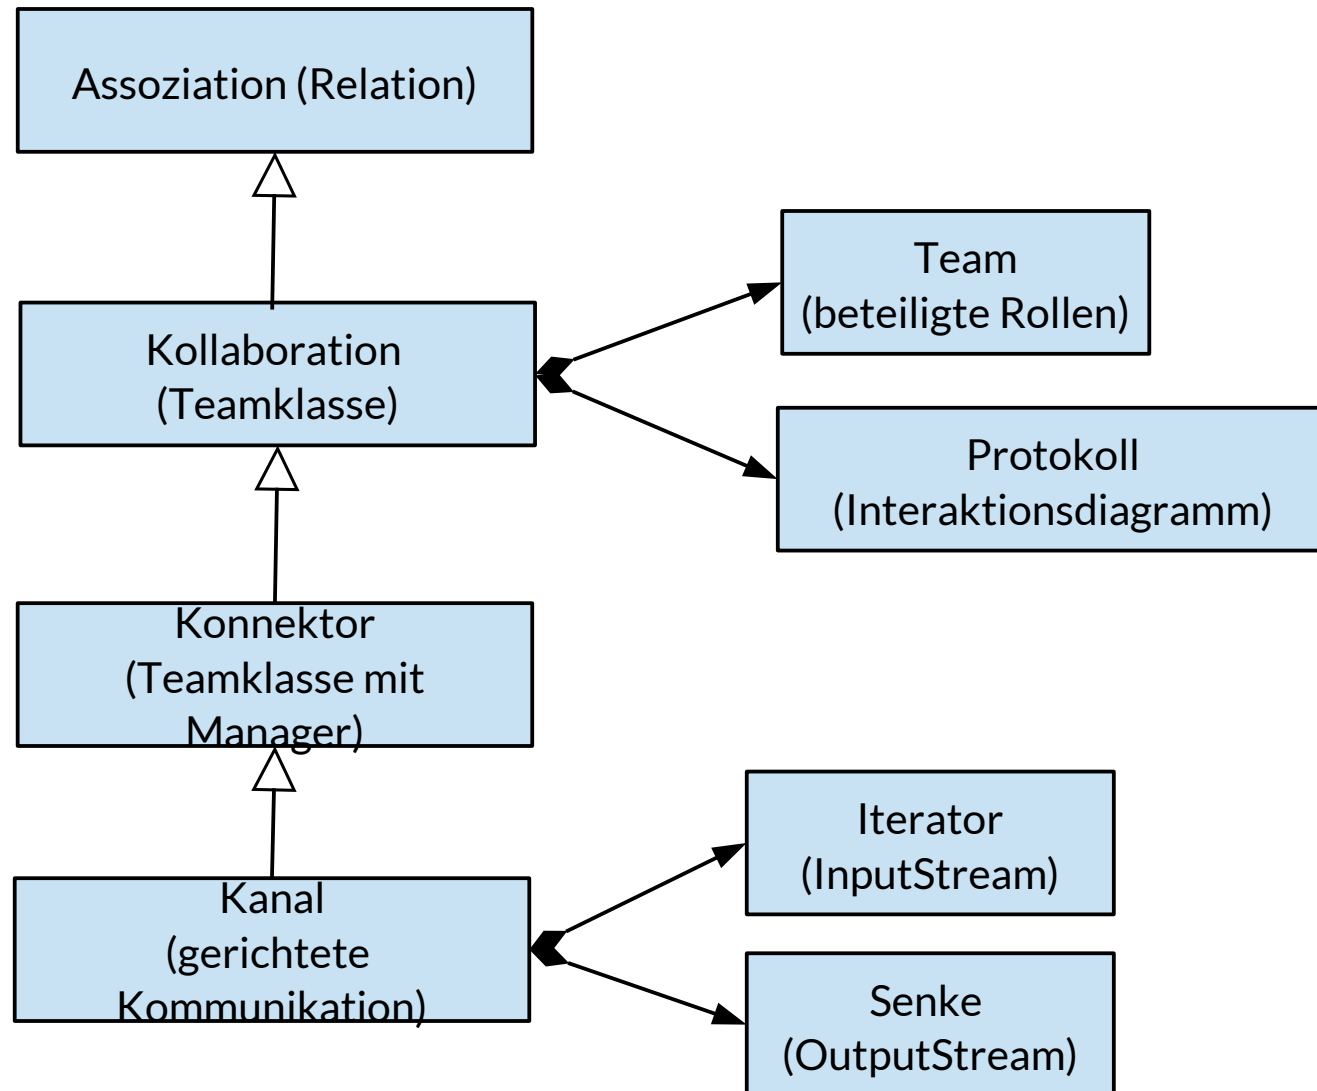 Assoziation (Relation)
Team
(beteiligte Rollen)
Kollaboration
(Teamklasse)
Protokoll
(Interaktionsdiagramm)
Konnektor
(Teamklasse mit
Manager)
Iterator
(InputStream)
Kanal
(gerichtete
Kommunikation)
Senke
(OutputStream)